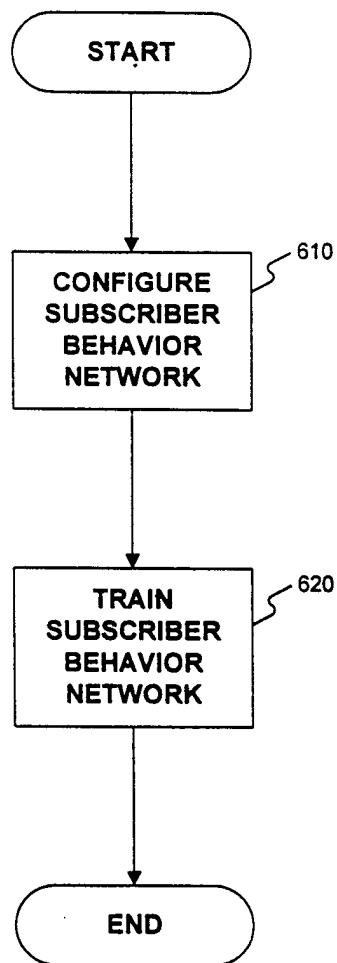 START
610
CONFIGURE
SUBSCRIBER
BEHAVIOR
NETWORK
620
TRAIN
SUBSCRIBER
BEHAVIOR
NETWORK
END